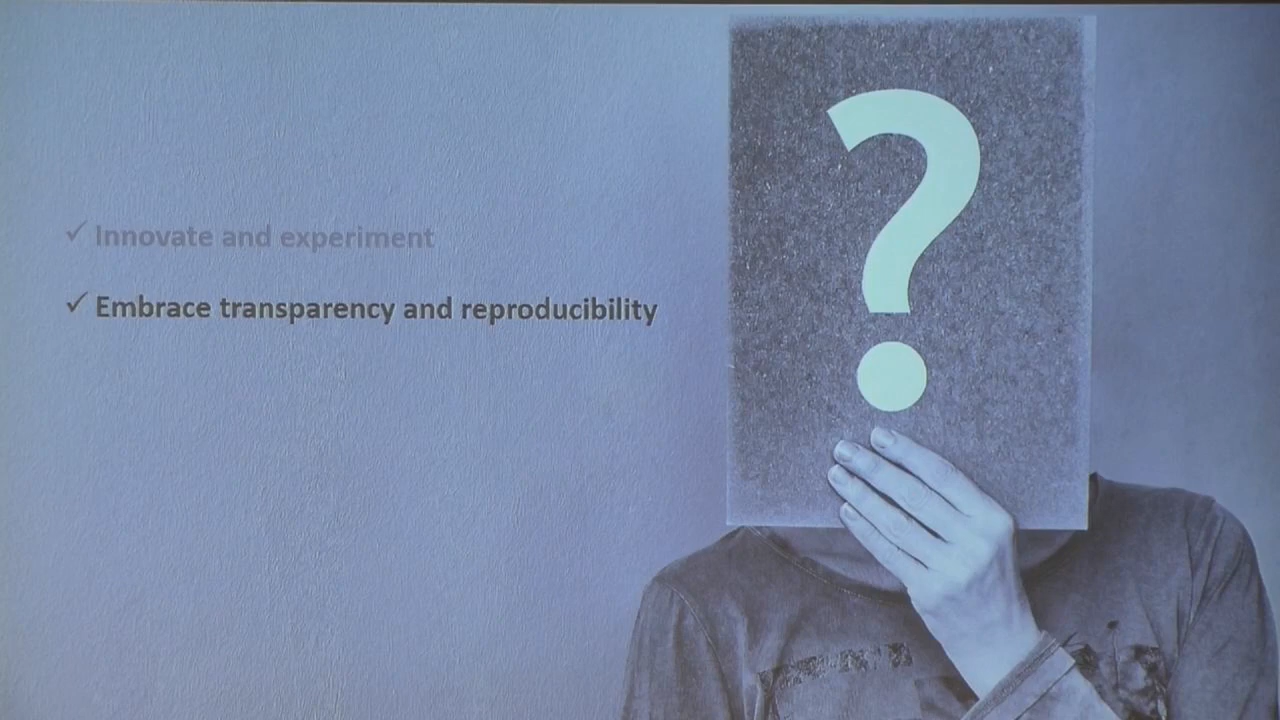 ✓ Innovate and experiment
✓ Embrace transparency and reproducibility
?